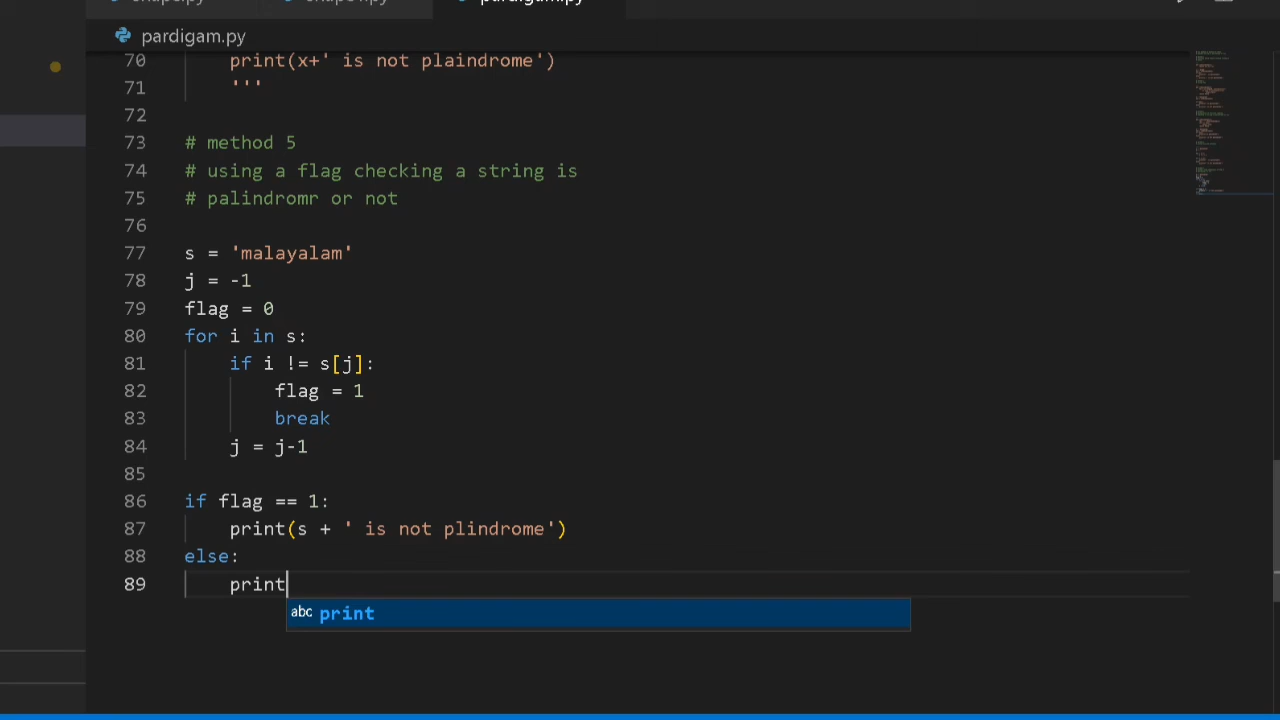 pardigam.py
70 print(x+' is not plaindrome')
71 '''
72
73 # method 5
74 # using a flag checking a string is
75 # palindromr or not
76
77 s = 'malayalam'
78 j = -1
79 flag = 0
80 for i in s:
81 if i != s[j]:
82 flag = 1
83 break
84 j = j-1
85
86 if flag == 1:
87 print(s + ' is not plindrome')
88 else:
89 print
abc print